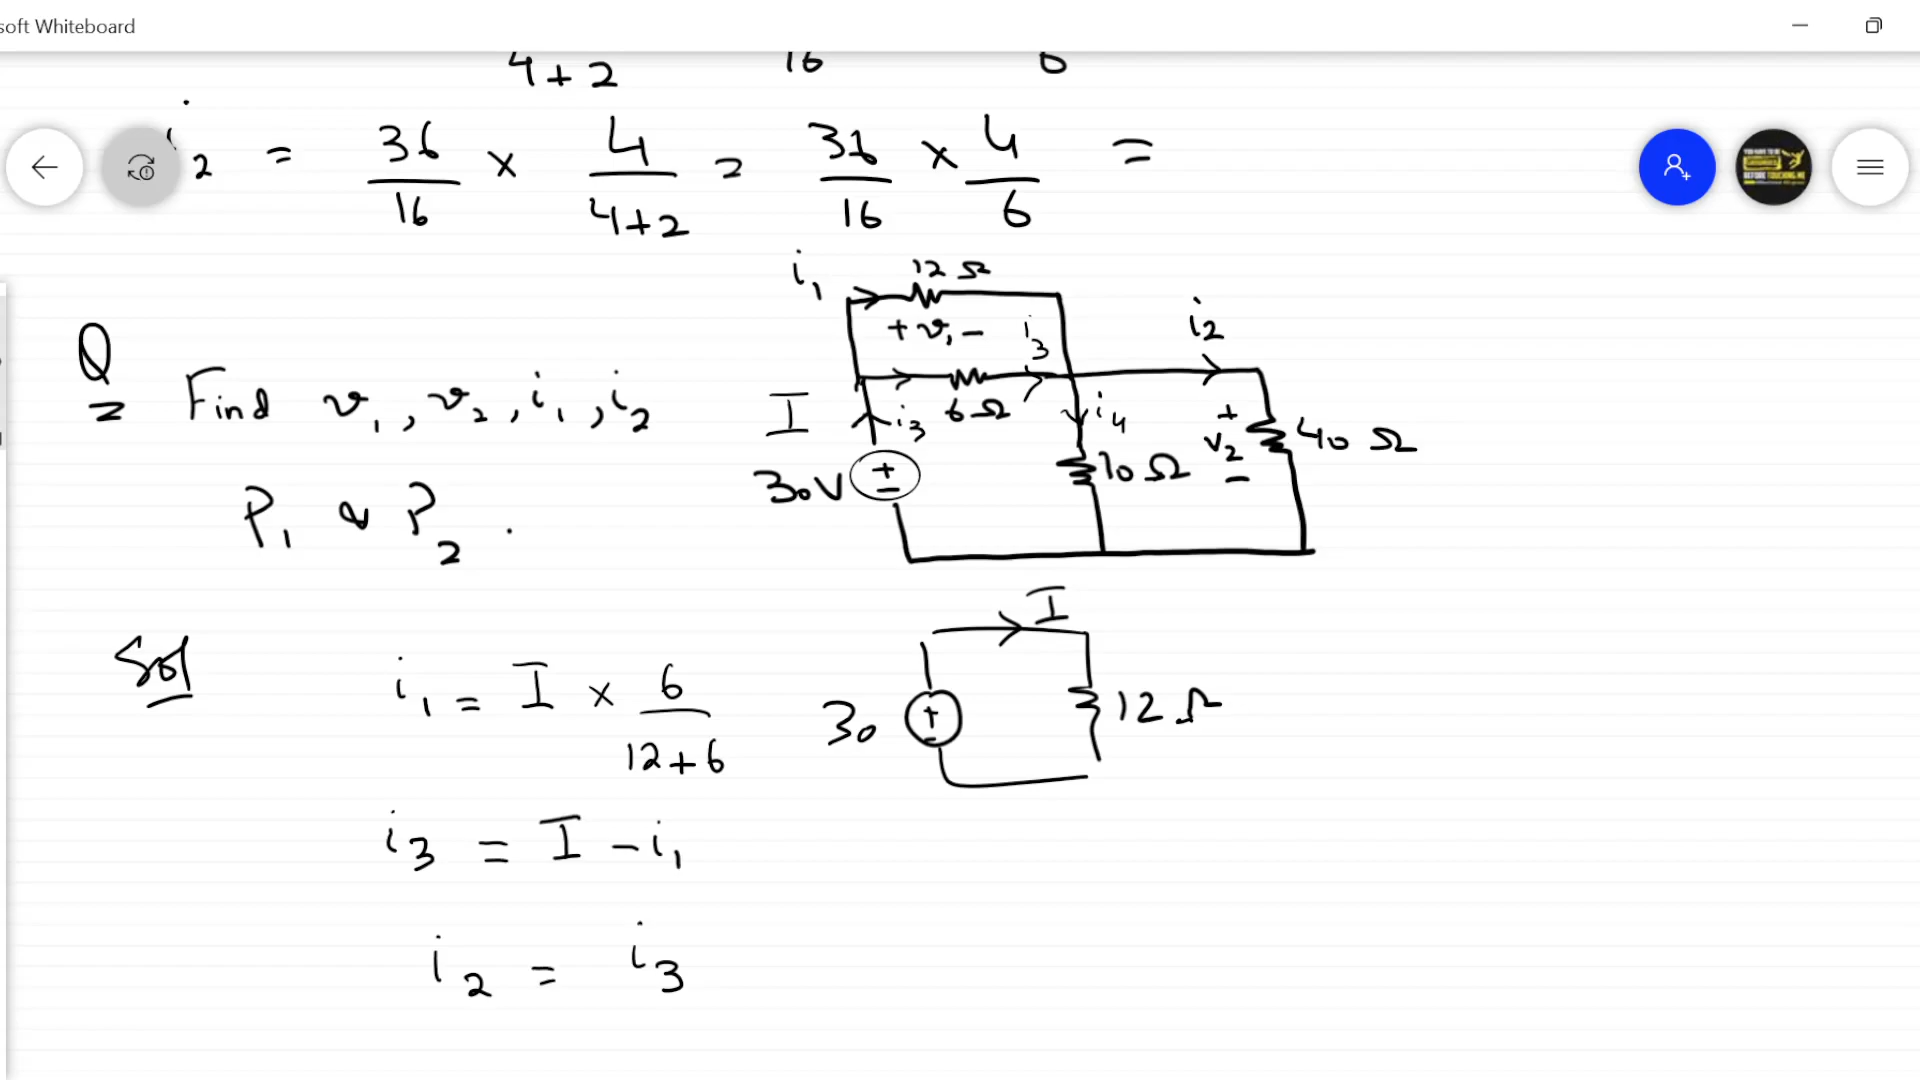 soft Whiteboard
4+2 16 6
i2 = 36/16 × 4/4+2 = 36/16 × 4/6 =
Q Find v1, v2, i1, i2
P1 & P2.
i1 12 Ω
+ v1 -
i3
i2
I
i3
6 Ω
i4
30V
+
-
10 Ω
+
v2
-
40 Ω
Sol
i1 = I × 6/12+6
I
30
+
-
12 Ω
i3 = I - i1
i2 = i3